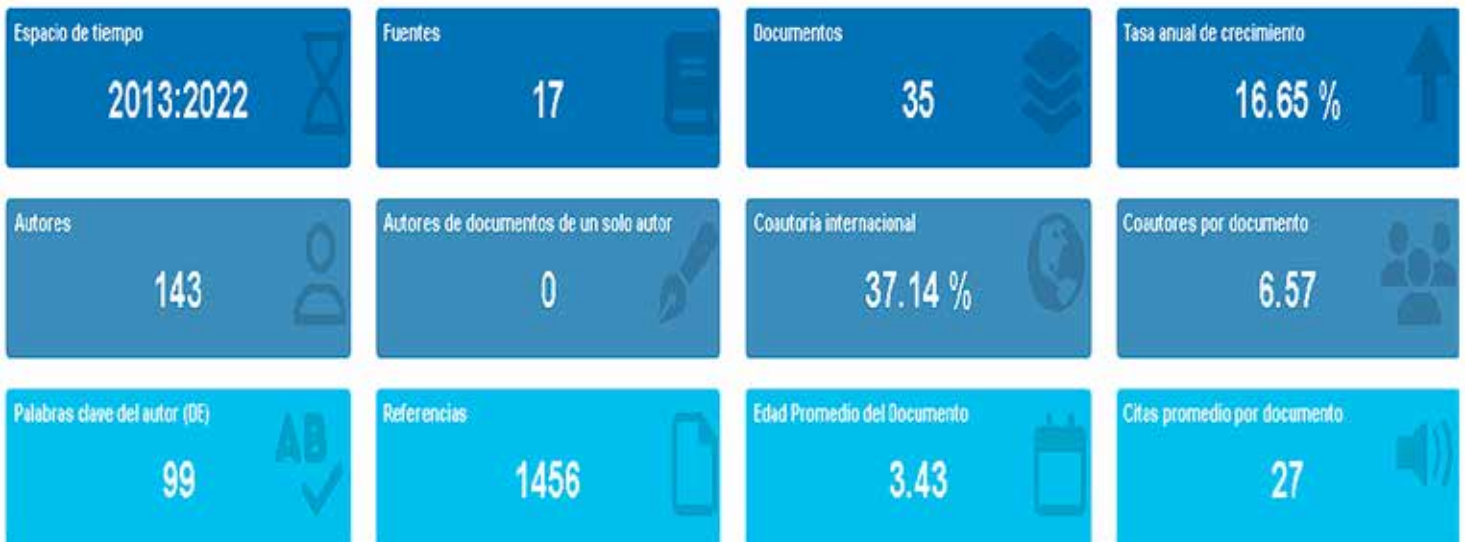 Espacio de tiempo
2013:2022
Fuentes
17
Documentos
35
Tasa anual de crecimiento
16.65 %
Autores
143
Autores de documentos de un solo autor
0
Coautoría internacional
37.14 %
Coautores por documento
6.57
Palabras clave del autor (DE)
99
AB
Referencias
1456
Edad Promedio del Documento
3.43
Citas promedio por documento
27